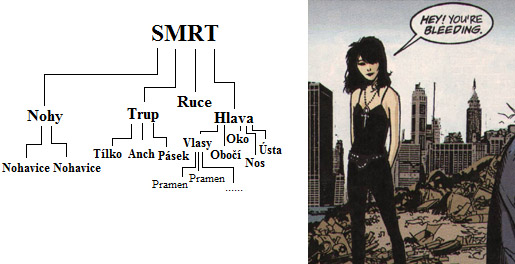 SMRT
Nohy
Trup
Ruce
Hlava
Nohavice
Nohavice
Tílko
Anch
Pásek
Vlasy
Obočí
Oko
Nos
Ústa
Pramen
Pramen
......
HEY! YOU'RE
BLEEDING.